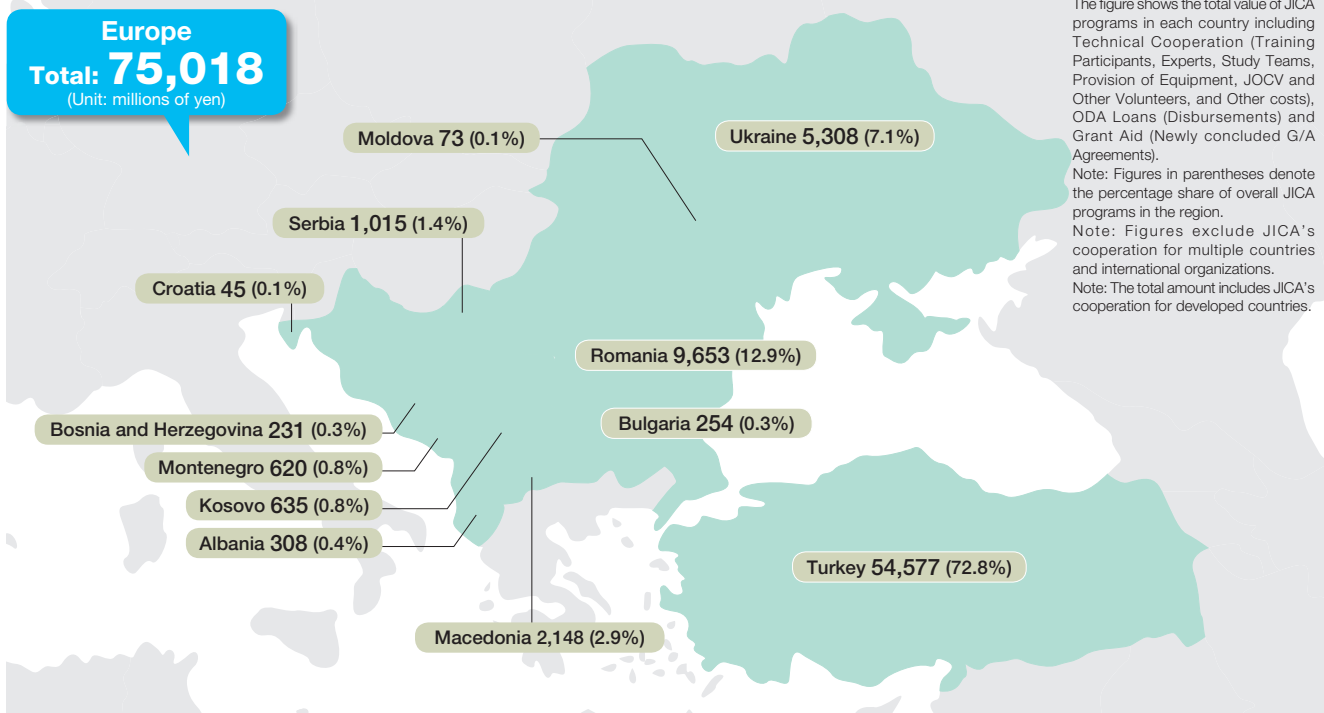 Europe
Total: 75,018
(Unit: millions of yen)
The figure shows the total value of JICA
programs in each country including
Technical Cooperation (Training
Participants, Experts, Study Teams,
Provision of Equipment, JOCV and
Other Volunteers, and Other costs),
ODA Loans (Disbursements) and
Grant Aid (Newly concluded G/A
Agreements).
Note: Figures in parentheses denote
the percentage share of overall JICA
programs in the region.
Note: Figures exclude JICA's
cooperation for multiple countries
and international organizations.
Note: The total amount includes JICA's
cooperation for developed countries.
Moldova 73 (0.1%)
Ukraine 5,308 (7.1%)
Serbia 1,015 (1.4%)
Croatia 45 (0.1%)
Romania 9,653 (12.9%)
Bulgaria 254 (0.3%)
Bosnia and Herzegovina 231 (0.3%)
Montenegro 620 (0.8%)
Kosovo 635 (0.8%)
Albania 308 (0.4%)
Turkey 54,577 (72.8%)
Macedonia 2,148 (2.9%)